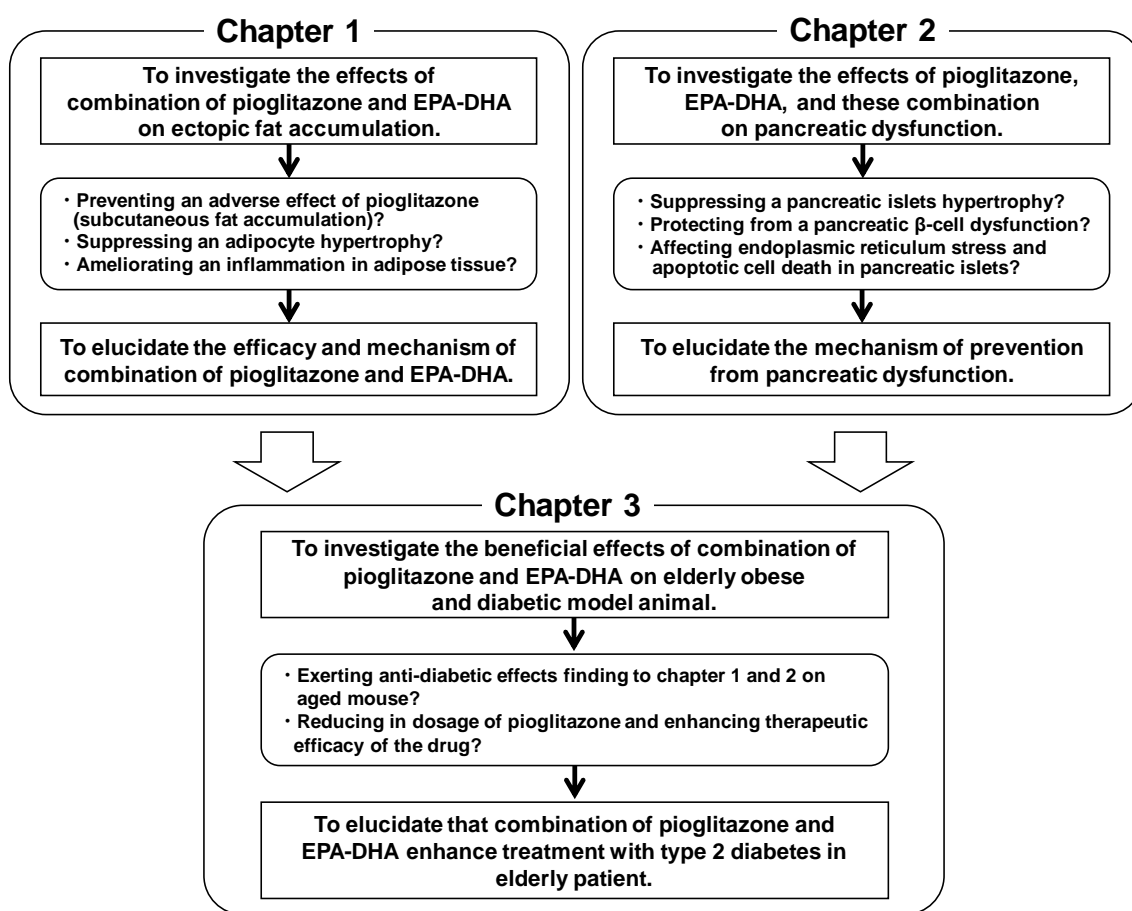 Chapter 1
To investigate the effects of
combination of pioglitazone and EPA-DHA
on ectopic fat accumulation.
・Preventing an adverse effect of pioglitazone
(subcutaneous fat accumulation)?
・Suppressing an adipocyte hypertrophy?
・Ameliorating an inflammation in adipose tissue?
To elucidate the efficacy and mechanism of
combination of pioglitazone and EPA-DHA.
Chapter 2
To investigate the effects of pioglitazone,
EPA-DHA, and these combination
on pancreatic dysfunction.
・Suppressing a pancreatic islets hypertrophy?
・Protecting from a pancreatic β-cell dysfunction?
・Affecting endoplasmic reticulum stress and
apoptotic cell death in pancreatic islets?
To elucidate the mechanism of prevention
from pancreatic dysfunction.
Chapter 3
To investigate the beneficial effects of combination of
pioglitazone and EPA-DHA on elderly obese
and diabetic model animal.
・Exerting anti-diabetic effects finding to chapter 1 and 2 on
aged mouse?
・Reducing in dosage of pioglitazone and enhancing therapeutic
efficacy of the drug?
To elucidate that combination of pioglitazone and
EPA-DHA enhance treatment with type 2 diabetes in
elderly patient.